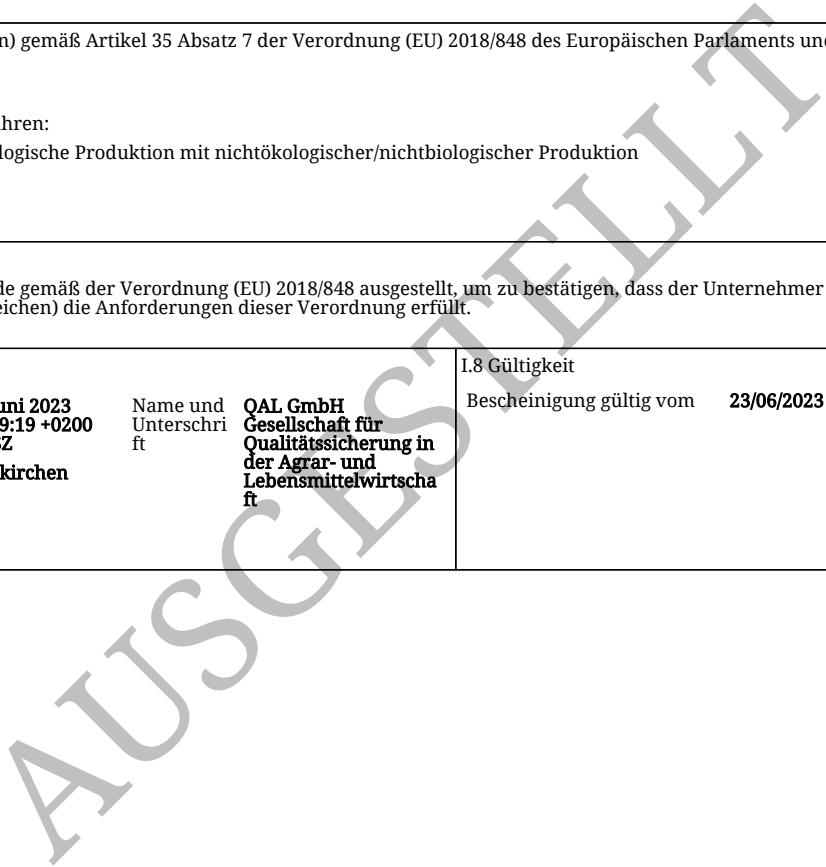 n) gemäß Artikel 35 Absatz 7 der Verordnung (EU) 2018/848 des Europäischen Parlaments und
hren:
logische Produktion mit nichtökologischer/nichtbiologischer Produktion
de gemäß der Verordnung (EU) 2018/848 ausgestellt, um zu bestätigen, dass der Unternehmer
eichen) die Anforderungen dieser Verordnung erfüllt.
uni 2023
9:19 +0200
Z
kirchen
Name und
Unterschri
ft
QAL GmbH
Gesellschaft für
Qualitätssicherung in
der Agrar- und
Lebensmittelwirtscha
ft
I.8 Gültigkeit
Bescheinigung gültig vom 23/06/2023
AUSGESTELLT